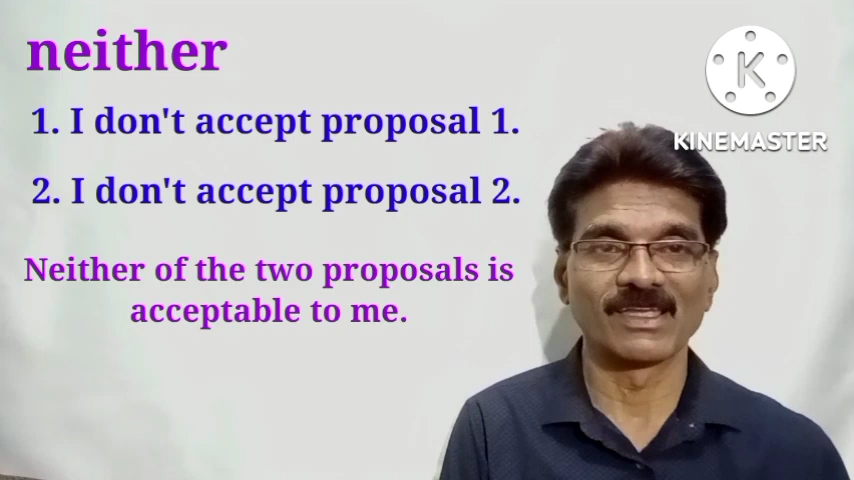 neither
1. I don't accept proposal 1.
2. I don't accept proposal 2.
Neither of the two proposals is
acceptable to me.
K
KINEMASTER